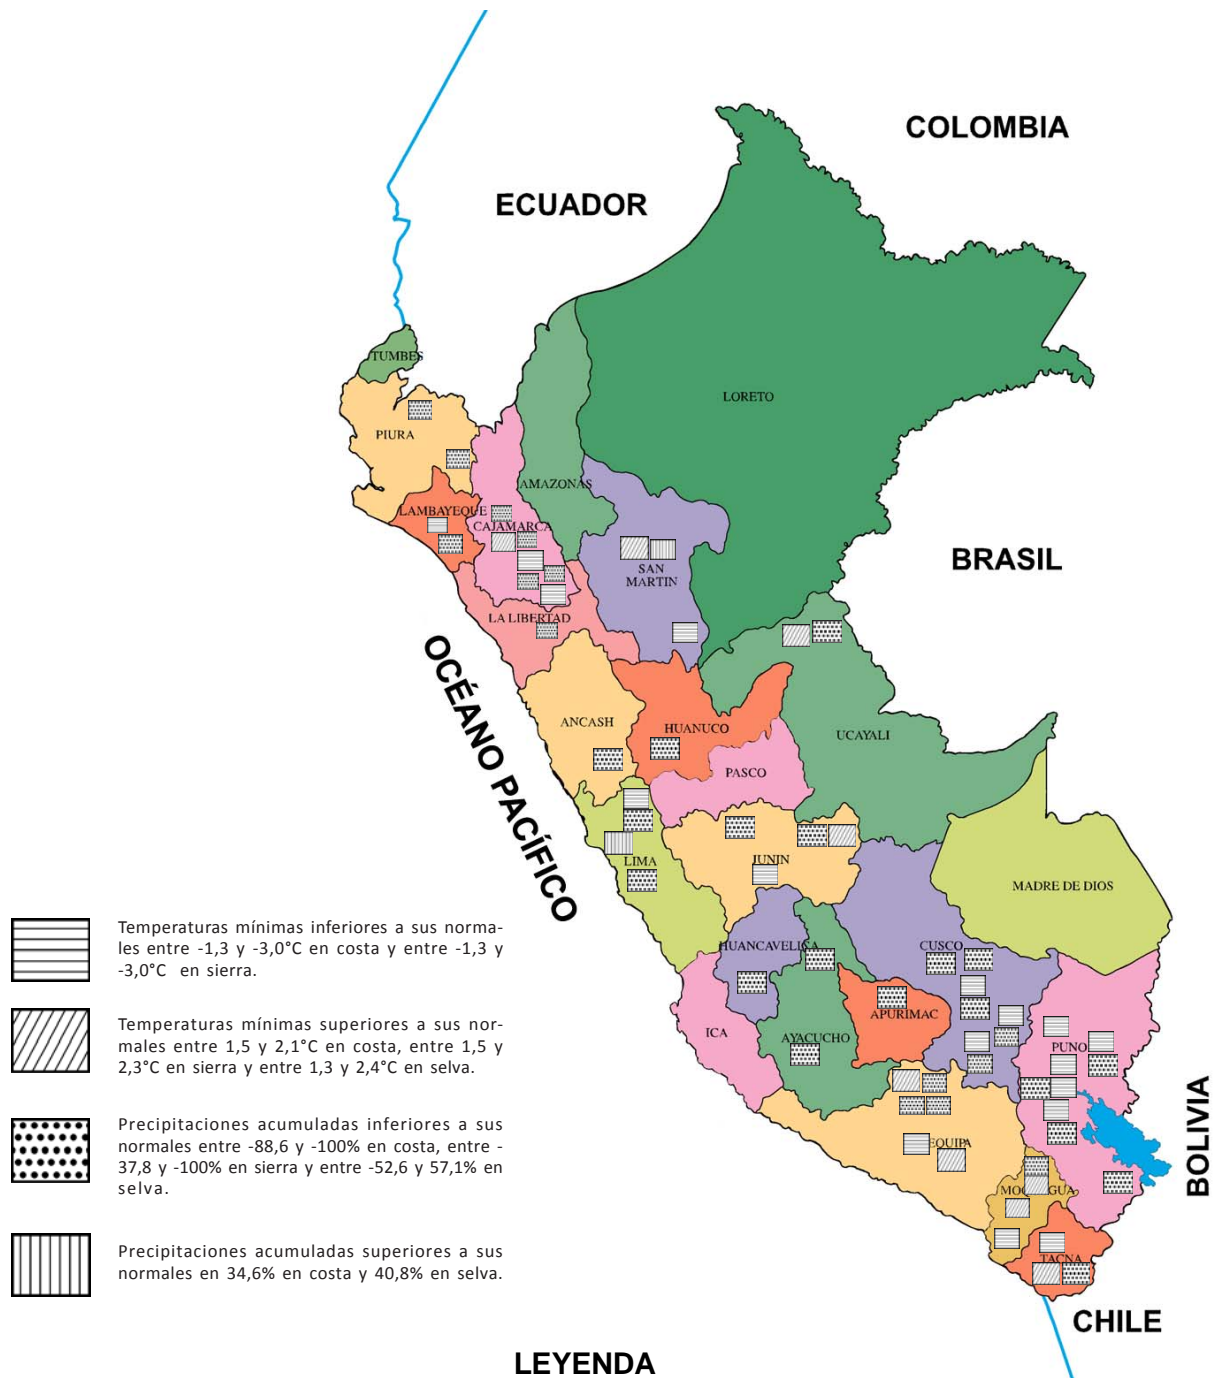 COLOMBIA
ECUADOR
TUMBES
LORETO
PIURA
AMAZONAS
LAMBAYEQUE
CAJAMARCA
BRASIL
SAN
MARTIN
LA LIBERTAD
OCÉANO PACÍFICO
ANCASH
HUANUCO
UCAYALI
PASCO
LIMA
JUNIN
MADRE DE DIOS
HUANCAVELICA
CUSCO
ICA
APURIMAC
AYACUCHO
PUNO
EQUIPA
BOLIVIA
MOQ GUA
TACNA
CHILE
Temperaturas mínimas inferiores a sus norma-
les entre -1,3 y -3,0°C en costa y entre -1,3 y
-3,0°C en sierra.
Temperaturas mínimas superiores a sus nor-
males entre 1,5 y 2,1°C en costa, entre 1,5 y
2,3°C en sierra y entre 1,3 y 2,4°C en selva.
Precipitaciones acumuladas inferiores a sus
normales entre -88,6 y -100% en costa, entre -
37,8 y -100% en sierra y entre -52,6 y 57,1% en
selva.
Precipitaciones acumuladas superiores a sus
normales en 34,6% en costa y 40,8% en selva.
LEYENDA